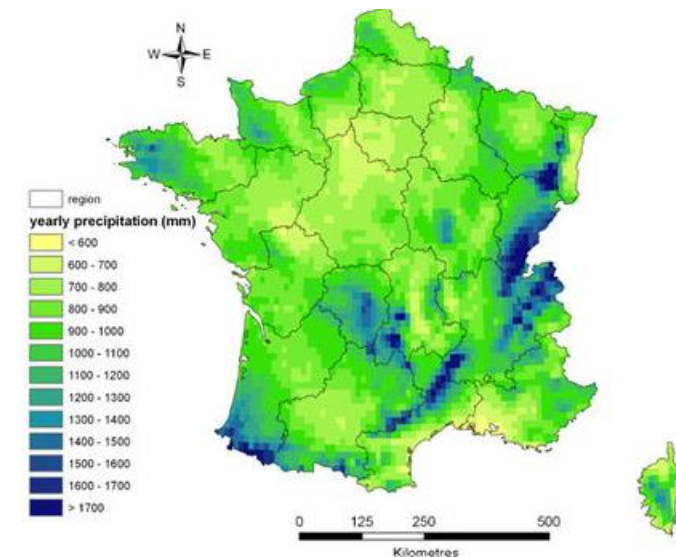 N
W E
S
region
yearly precipitation (mm)
< 600
600 - 700
700 - 800
800 - 900
900 - 1000
1000 - 1100
1100 - 1200
1200 - 1300
1300 - 1400
1400 - 1500
1500 - 1600
1600 - 1700
> 1700
0 125 250 500
Kilometres